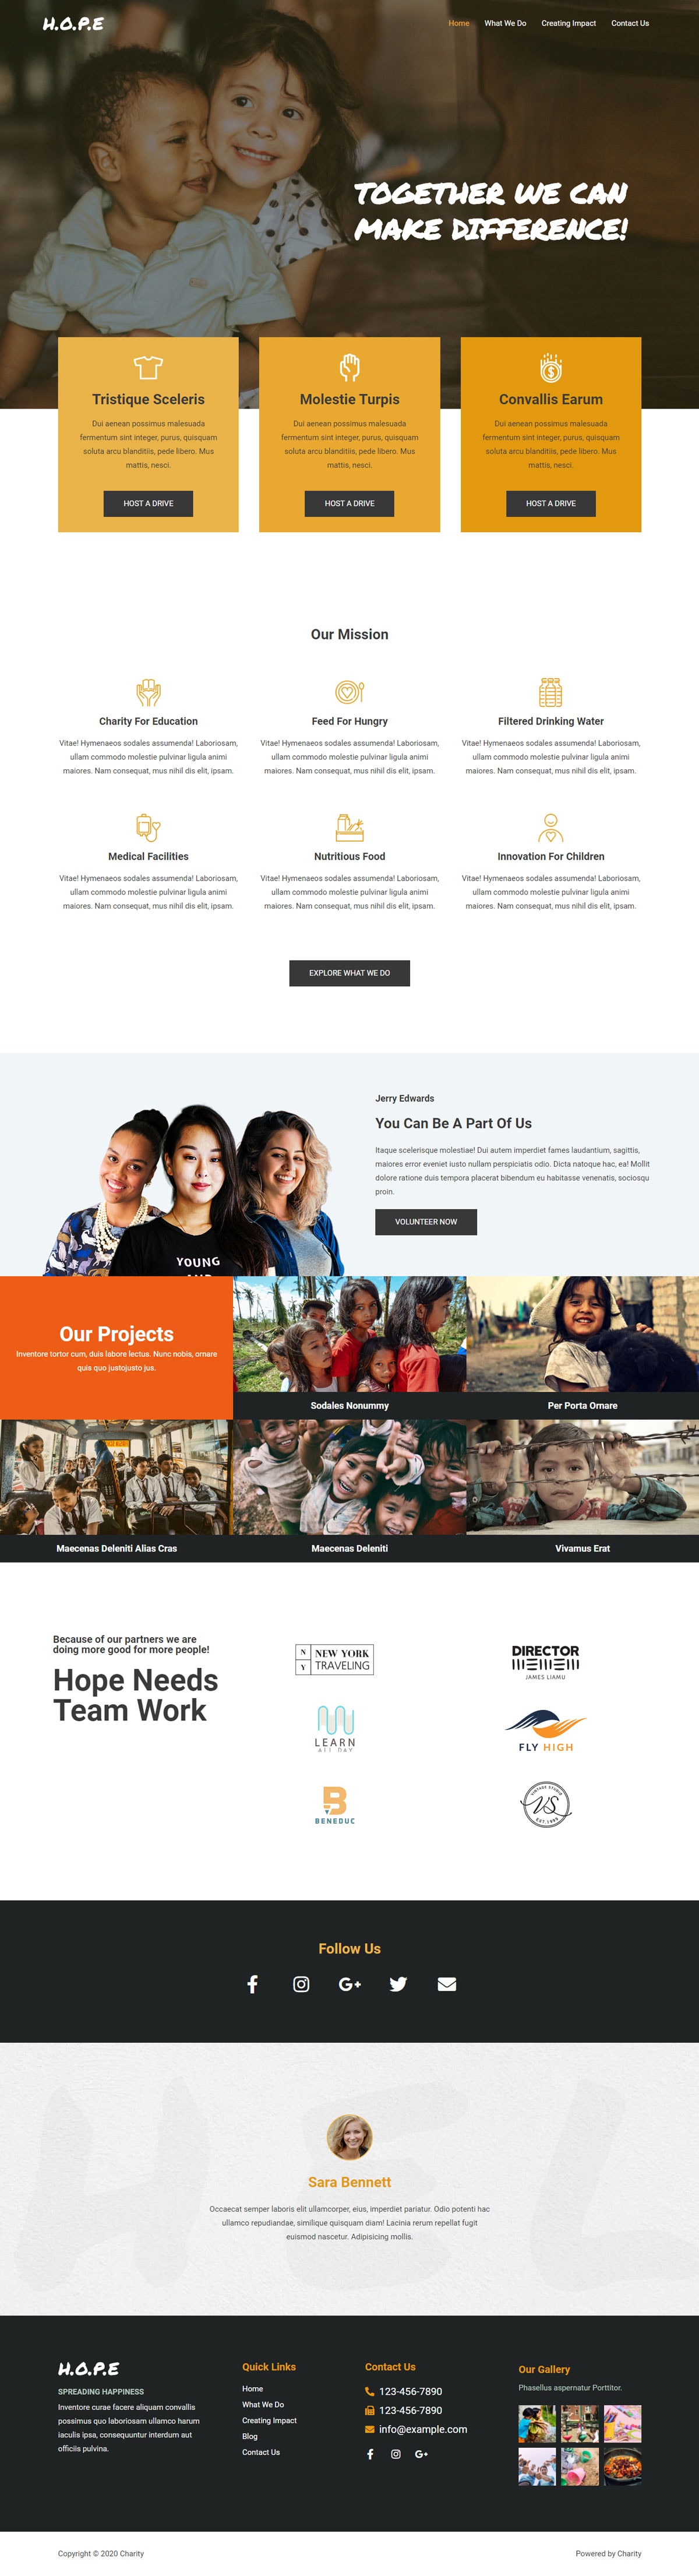 H.O.P.E
Home What We Do Creating Impact Contact Us
TOGETHER WE CAN
MAKE DIFFERENCE!
Tristique Sceleris
Dui aenean possimus malesuada
fermentum sint integer, purus, quisquam
soluta arcu blanditiis, pede libero. Mus
mattis, nesci.
HOST A DRIVE
Molestie Turpis
Dui aenean possimus malesuada
fermentum sint integer, purus, quisquam
soluta arcu blanditiis, pede libero. Mus
mattis, nesci.
HOST A DRIVE
Convallis Earum
Dui aenean possimus malesuada
fermentum sint integer, purus, quisquam
soluta arcu blanditiis, pede libero. Mus
mattis, nesci.
HOST A DRIVE
Our Mission
Charity For Education
Vitae! Hymenaeos sodales assumenda! Laboriosam,
ullam commodo molestie pulvinar ligula animi
maiores. Nam consequat, mus nihil dis elit, ipsam.
Feed For Hungry
Vitae! Hymenaeos sodales assumenda! Laboriosam,
ullam commodo molestie pulvinar ligula animi
maiores. Nam consequat, mus nihil dis elit, ipsam.
Filtered Drinking Water
Vitae! Hymenaeos sodales assumenda! Laboriosam,
ullam commodo molestie pulvinar ligula animi
maiores. Nam consequat, mus nihil dis elit, ipsam.
Medical Facilities
Vitae! Hymenaeos sodales assumenda! Laboriosam,
ullam commodo molestie pulvinar ligula animi
maiores. Nam consequat, mus nihil dis elit, ipsam.
Nutritious Food
Vitae! Hymenaeos sodales assumenda! Laboriosam,
ullam commodo molestie pulvinar ligula animi
maiores. Nam consequat, mus nihil dis elit, ipsam.
Innovation For Children
Vitae! Hymenaeos sodales assumenda! Laboriosam,
ullam commodo molestie pulvinar ligula animi
maiores. Nam consequat, mus nihil dis elit, ipsam.
EXPLORE WHAT WE DO
YOUNG
AND
Jerry Edwards
You Can Be A Part Of Us
Itaque scelerisque molestiae! Dui autem imperdiet fames laudantium, sagittis,
maiores error eveniet iusto nullam perspiciatis odio. Dicta natoque hac, ea! Mollit
dolore ratione duis tempora placerat bibendum eu habitasse venenatis, sociosqu
proin.
VOLUNTEER NOW
Our Projects
Inventore tortor cum, duis labore lectus. Nunc nobis, ornare
quis quo justojusto jus.
Sodales Nonummy
Per Porta Ornare
Maecenas Deleniti Alias Cras
Maecenas Deleniti
Vivamus Erat
Because of our partners we are
doing more good for more people!
Hope Needs
Team Work
N Y NEW YORK
TRAVELING
DIRECTOR
JAMES LIAMU
LEARN
ALL DAY
FLY HIGH
BENEDUC
VINTAGE STUDIO
VS
EST.1999
Follow Us
HEL
Sara Bennett
Occaecat semper laboris elit ullamcorper, eius, imperdiet pariatur. Odio potenti hac
ullamco repudiandae, similique quisquam diam! Lacinia rerum repellat fugit
euismod nascetur. Adipisicing mollis.
H.O.P.E
SPREADING HAPPINESS
Inventore curae facere aliquam convallis
possimus quo laboriosam ullamco harum
iaculis ipsa, consequuntur interdum aut
officiis pulvina.
Quick Links
Home
What We Do
Creating Impact
Blog
Contact Us
Contact Us
123-456-7890
123-456-7890
info@example.com
Our Gallery
Phasellus aspernatur Porttitor.
Copyright © 2020 Charity
Powered by Charity